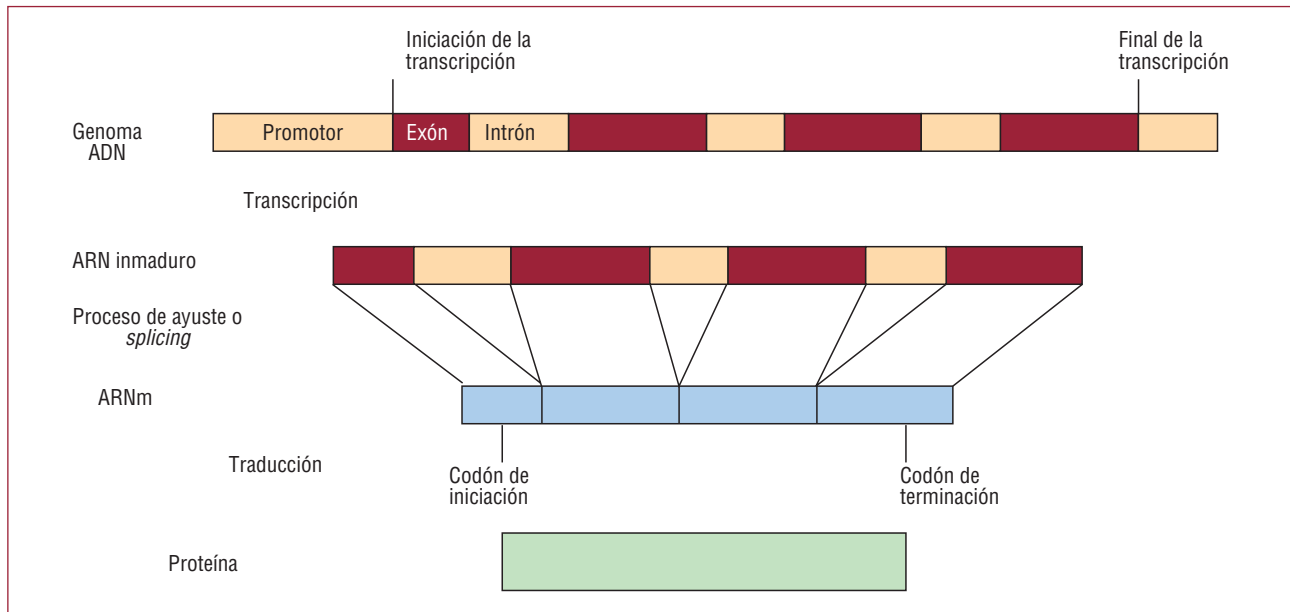 Iniciación de la
transcripción
Final de la
transcripción
Genoma
ADN
Promotor
Exón
Intrón
Transcripción
ARN inmaduro
Proceso de ayuste o
splicing
ARNm
Traducción
Codón de
iniciación
Codón de
terminación
Proteína